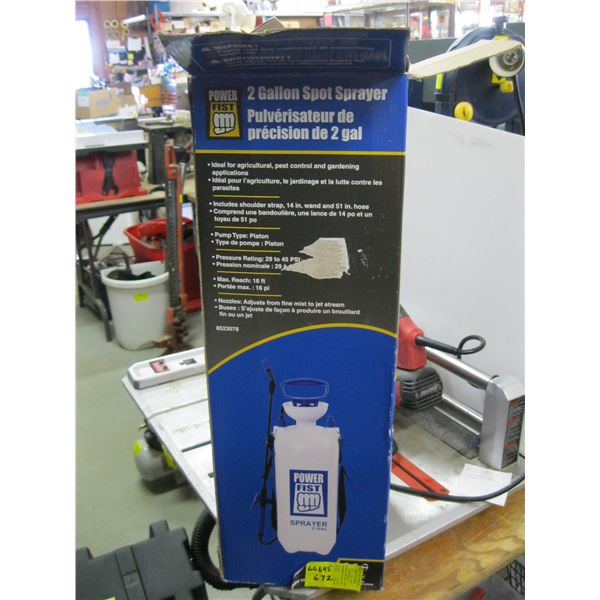 POWER
FIST
2 Gallon Spot Sprayer
Pulvérisateur de
précision de 2 gal
• Ideal for agricultural, pest control and gardening
applications
• Idéal pour l'agriculture, le jardinage et la lutte contre les
parasites
• Includes shoulder strap, 14 in. wand and 51 in. hose
• Comprend une bandoulière, une lance de 14 po et un
tuyau de 51 po
• Pump Type: Piston
• Type de pompe : Piston
• Pressure Rating: 29 to 45 PSI
• Pression nominale : 29
• Max. Reach: 16 ft
• Portée max. : 16 pi
• Nozzles: Adjusts from fine mist to jet stream
• Buses : S'ajuste de façon à produire un brouillard
fin ou un jet
8523078
POWER
FIST
SPRAYER
2 GAL
672